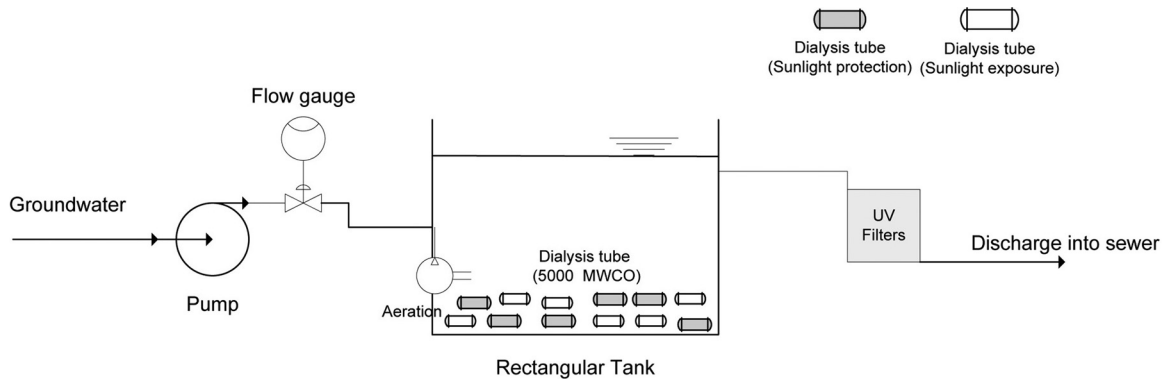 Dialysis tube
(Sunlight protection)
Dialysis tube
(Sunlight exposure)
Flow gauge
Groundwater
Pump
Aeration
Dialysis tube
(5000 MWCO)
Rectangular Tank
UV
Filters
Discharge into sewer